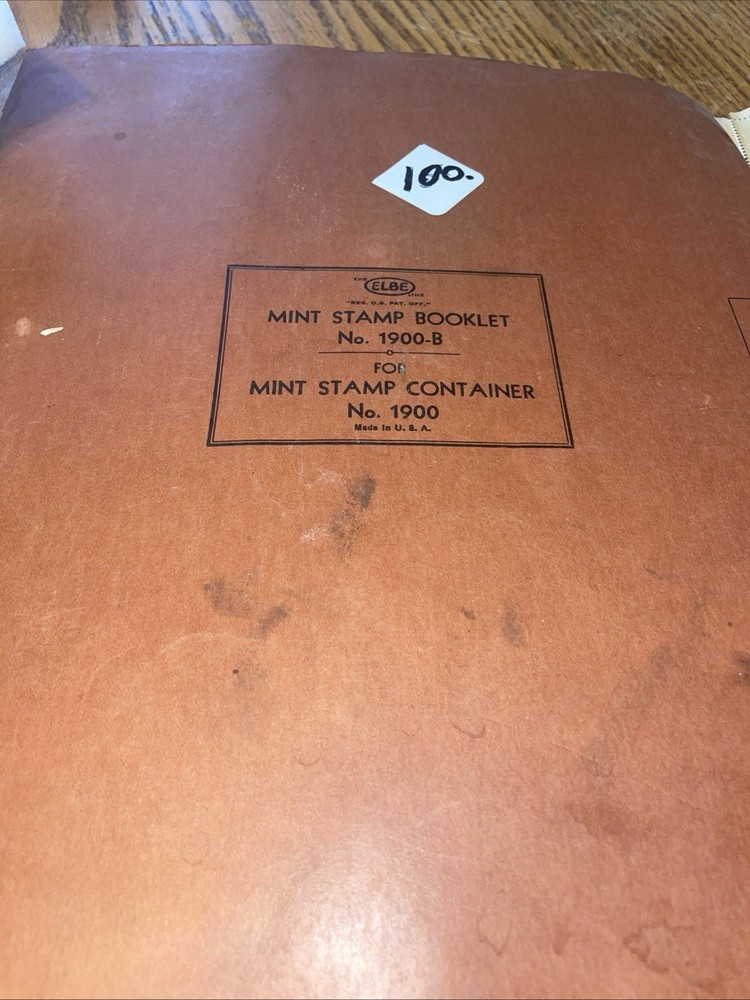 100.
THE ELBE LINE
"REG. U.S. PAT. OFF."
MINT STAMP BOOKLET
No. 1900-B
FOR
MINT STAMP CONTAINER
No. 1900
Made in U. S. A.